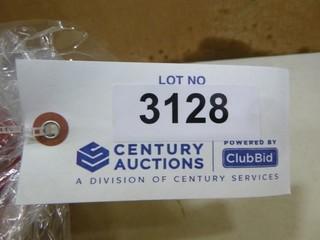 LOT NO
3128
CENTURY AUCTIONS
POWERED BY
ClubBid
A DIVISION OF CENTURY SERVICES